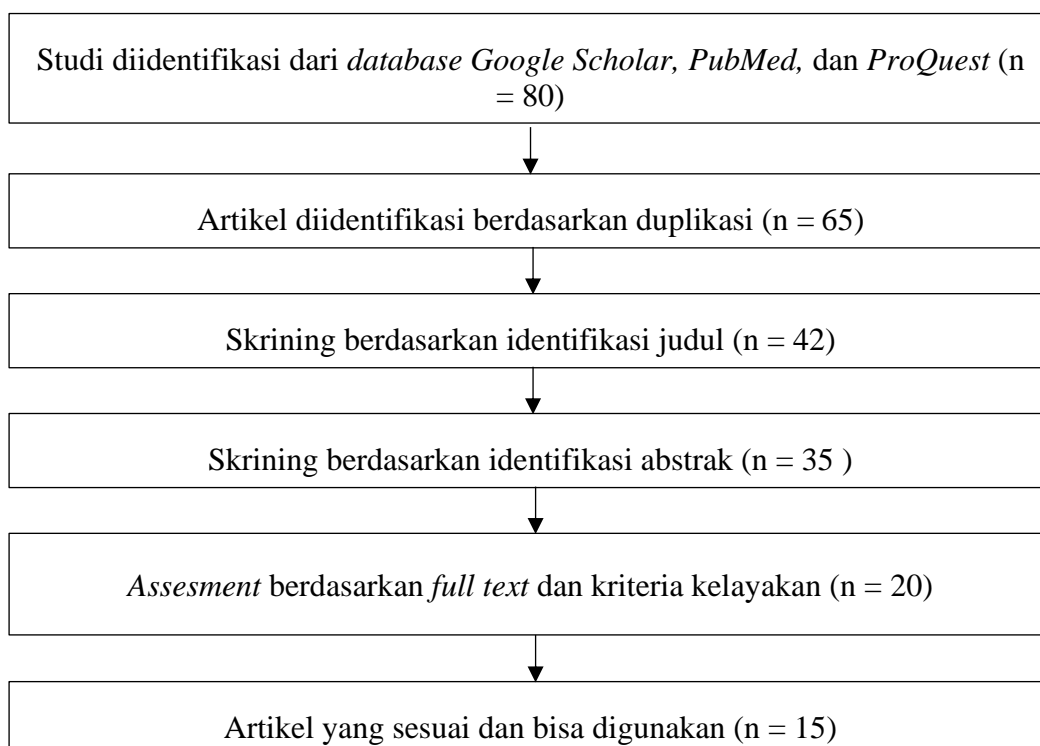 Studi diidentifikasi dari database Google Scholar, PubMed, dan ProQuest (n
= 80)
Artikel diidentifikasi berdasarkan duplikasi (n = 65)
Skrining berdasarkan identifikasi judul (n = 42)
Skrining berdasarkan identifikasi abstrak (n = 35 )
Assesment berdasarkan full text dan kriteria kelayakan (n = 20)
Artikel yang sesuai dan bisa digunakan (n = 15)